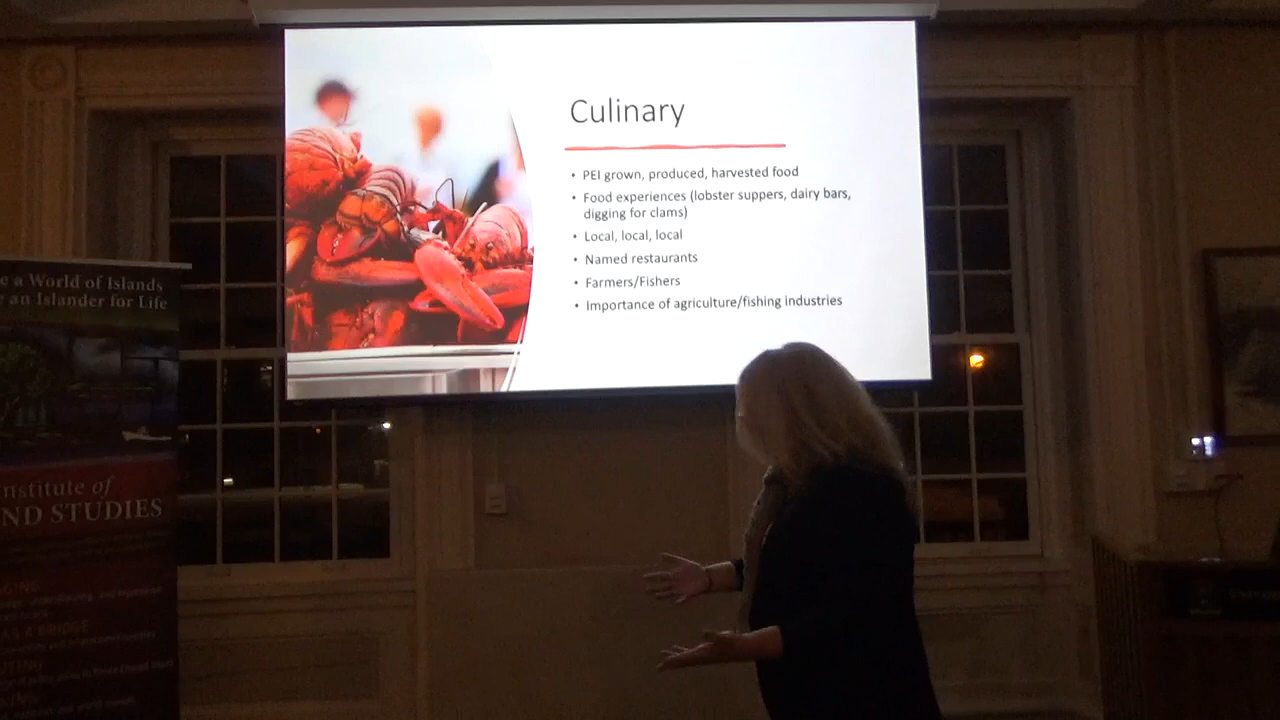 Culinary
• PEI grown, produced, harvested food
• Food experiences (lobster suppers, dairy bars,
digging for clams)
• Local, local, local
• Named restaurants
• Farmers/Fishers
• Importance of agriculture/fishing industries
e a World of Islands
an Islander for Life
nstitute of
ND STUDIES